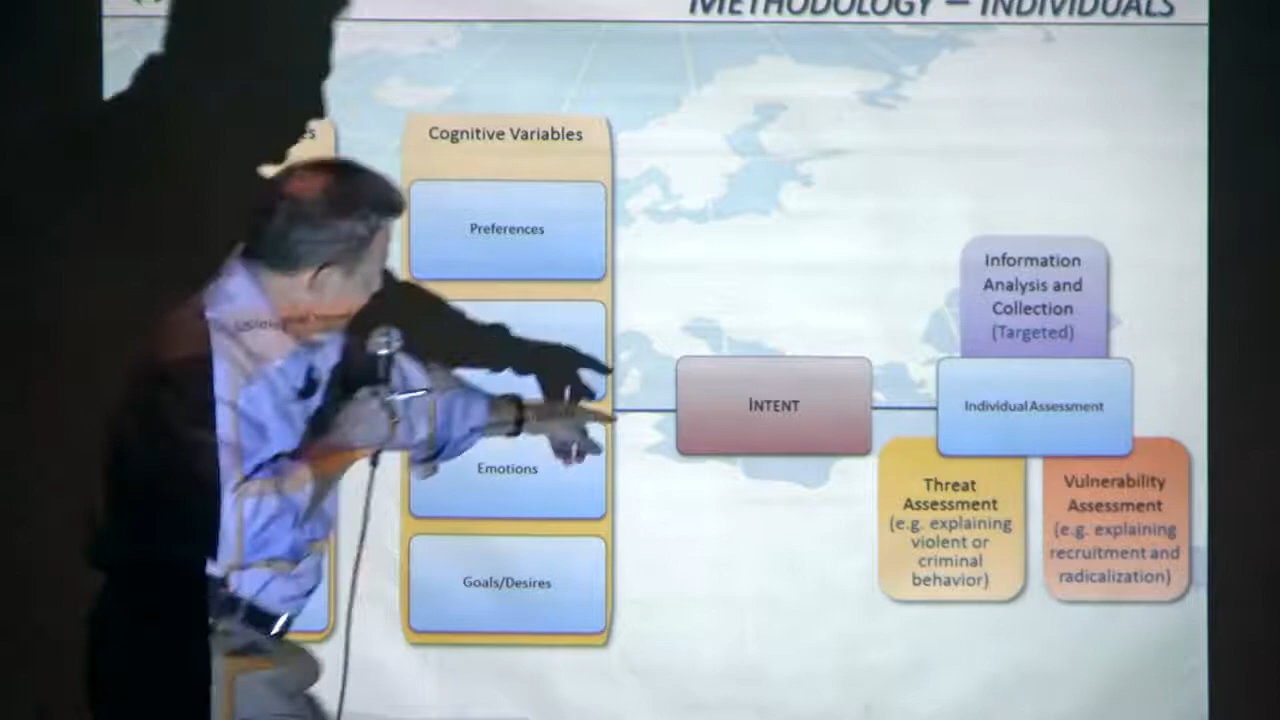 METHODOLOGY – INDIVIDUALS
Cognitive Variables
Preferences
Emotions
Goals/Desires
INTENT
Information
Analysis and
Collection
(Targeted)
Individual Assessment
Threat
Assessment
(e.g. explaining
violent or
criminal
behavior)
Vulnerability
Assessment
(e.g. explaining
recruitment and
radicalization)